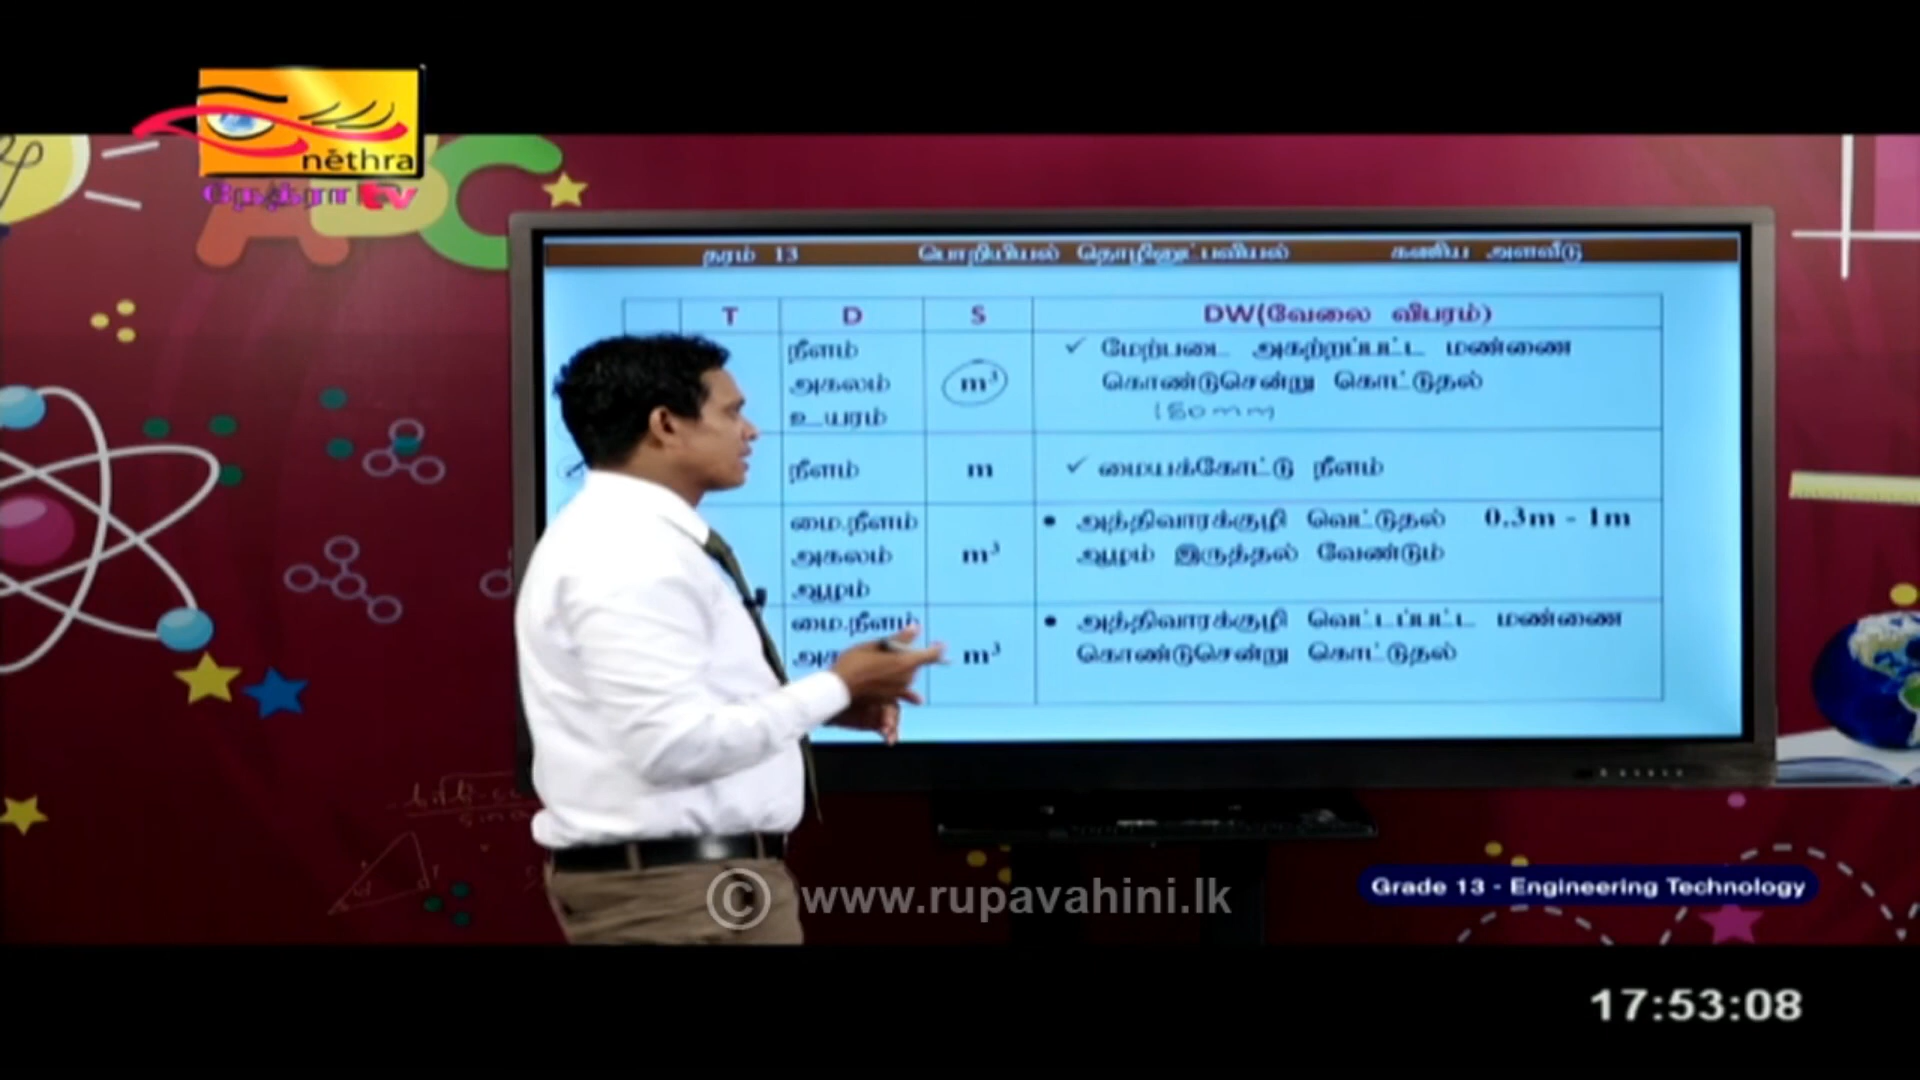 nethra
நேத்ரா tv
ABC
தரம் 13 பொறியியல் தொழினுட்பவியல் கணிய அளவீடு
T D S DW(வேலை விபரம்)
நீளம்
அகலம்
உயரம்
m³
✓ மேற்படை அகற்றப்பட்ட மண்ணை
கொண்டுசென்று கொட்டுதல்
150mm
நீளம் m ✓ மையக்கோட்டு நீளம்
மை.நீளம்
அகலம்
ஆழம்
m³
• அத்திவாரக்குழி வெட்டுதல் 0.3m - 1m
ஆழம் இருத்தல் வேண்டும்
மை.நீளம்
m³
• அத்திவாரக்குழி வெட்டப்பட்ட மண்ணை
கொண்டுசென்று கொட்டுதல்
Grade 13 - Engineering Technology
© www.rupavahini.lk
17:53:08